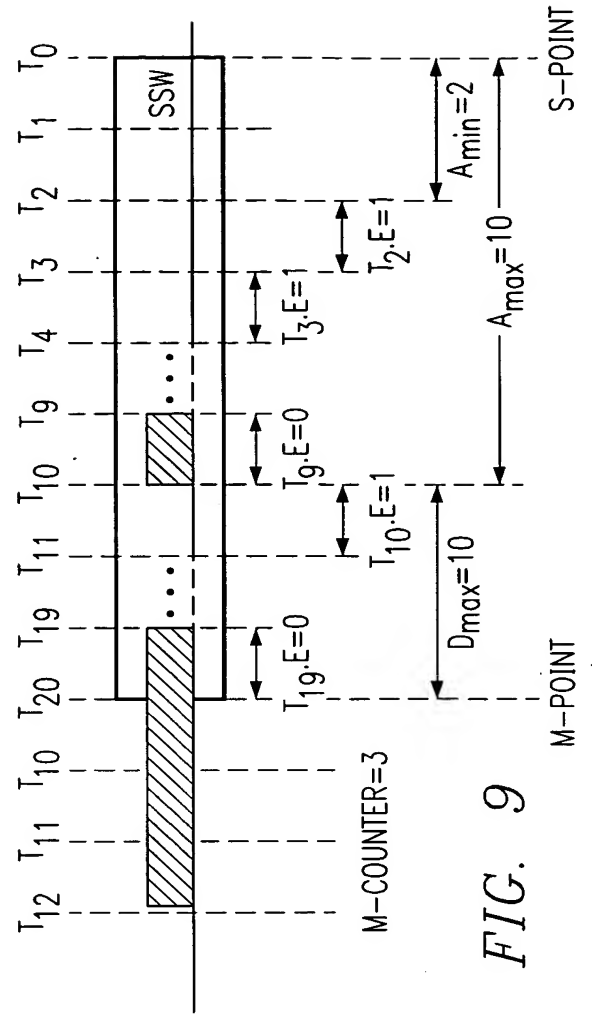 T12 T11 T10 T20 T19 T11 T10 T9 T4 T3 T2 T1 T0
SSW
T19.E=0 T9.E=0 T3.E=1
M-COUNTER=3 T10.E=1 T2.E=1
Dmax=10 Amin=2
Amax=10
M-POINT S-POINT
FIG. 9